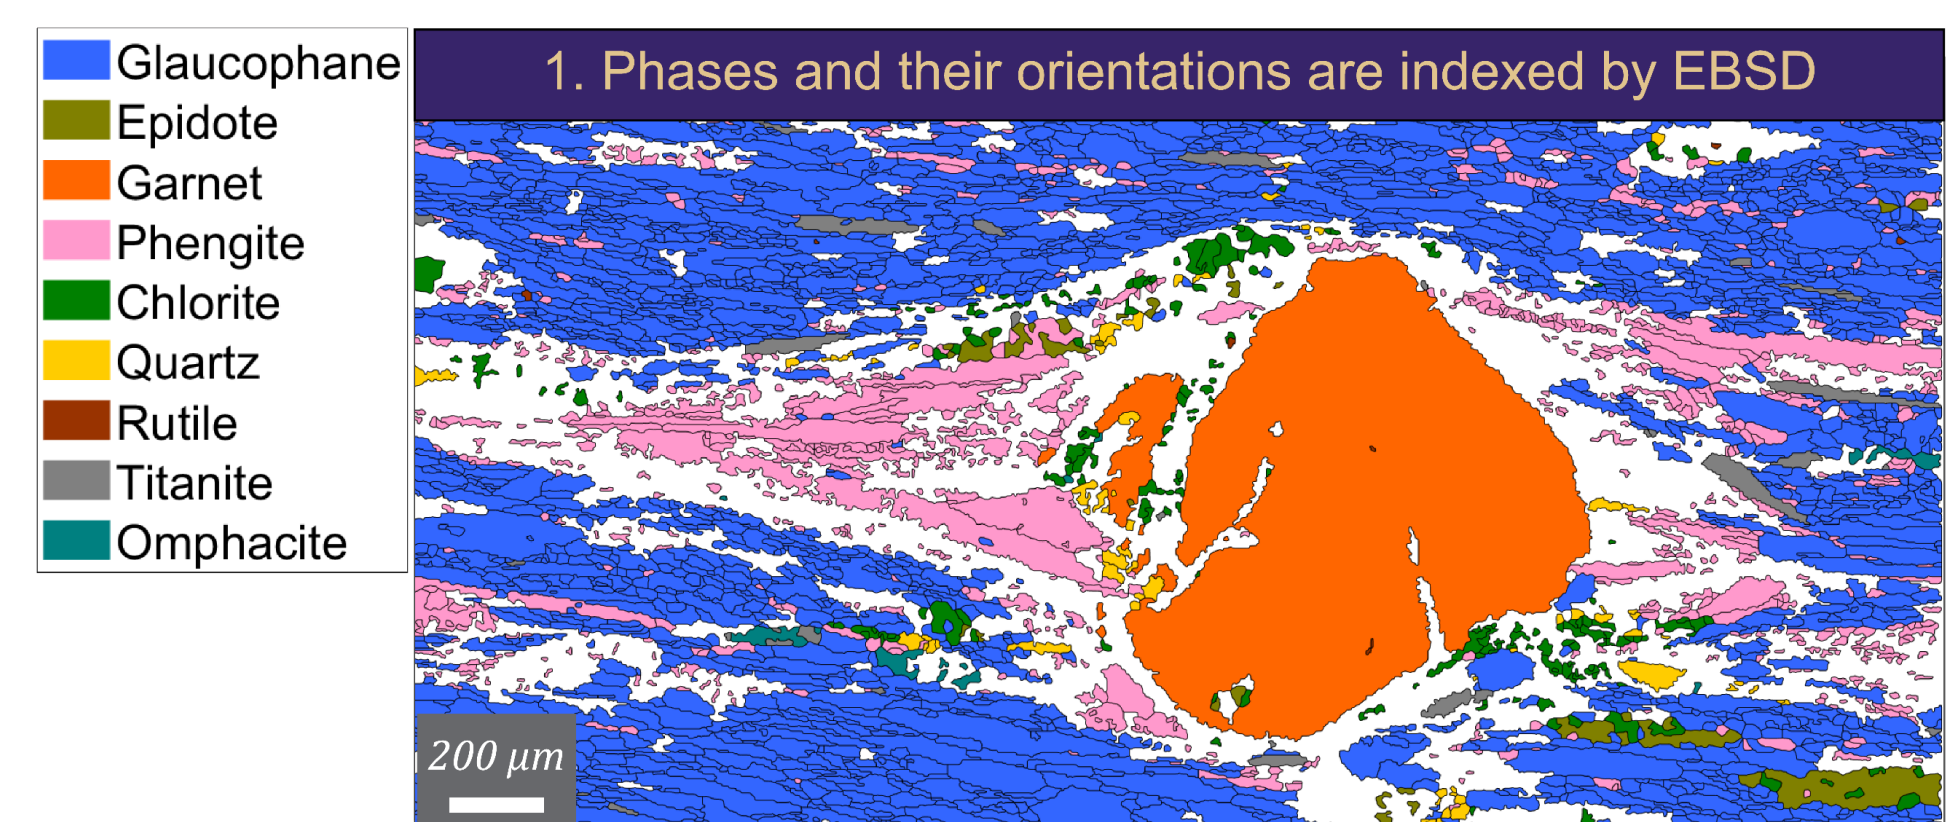 Glaucophane
Epidote
Garnet
Phengite
Chlorite
Quartz
Rutile
Titanite
Omphacite
1. Phases and their orientations are indexed by EBSD
200 μm